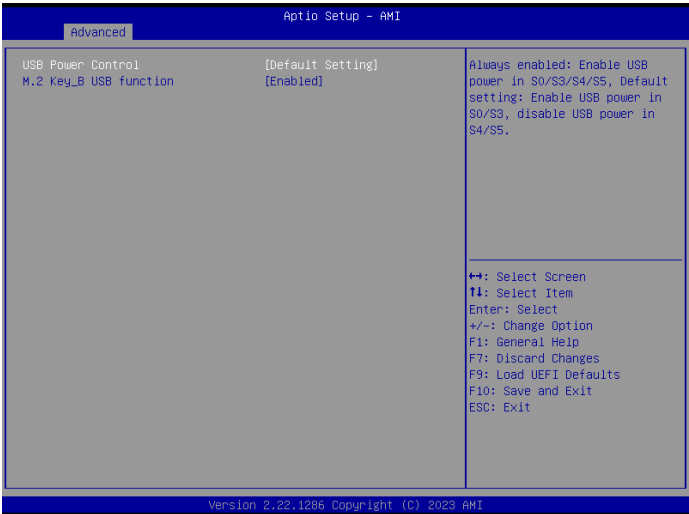 Aptio Setup – AMI
Advanced
USB Power Control [Default Setting]
M.2 Key_B USB function [Enabled]
Always enabled: Enable USB
power in S0/S3/S4/S5, Default
setting: Enable USB power in
S0/S3, disable USB power in
S4/S5.
↔: Select Screen
↑↓: Select Item
Enter: Select
+/-: Change Option
F1: General Help
F7: Discard Changes
F9: Load UEFI Defaults
F10: Save and Exit
ESC: Exit
Version 2.22.1286 Copyright (C) 2023 AMI